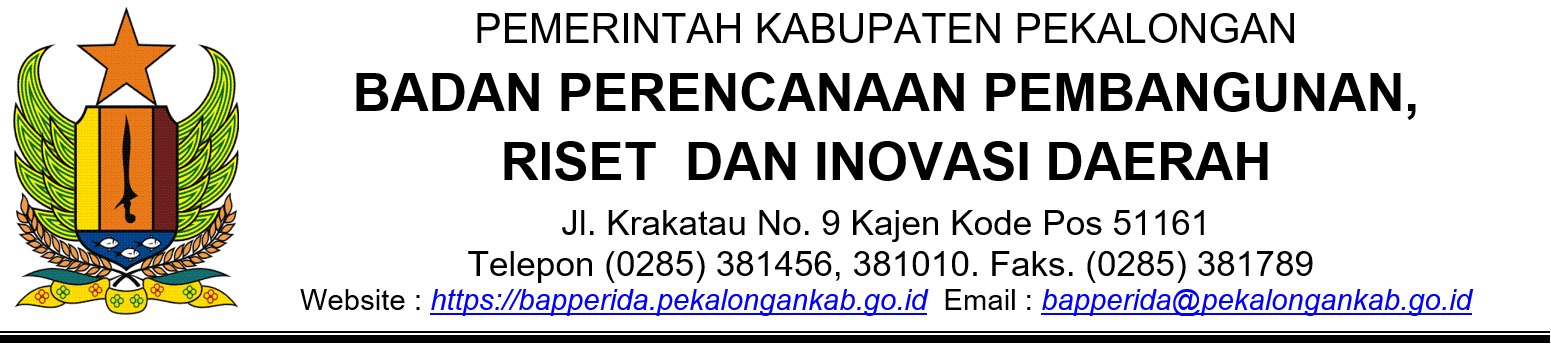 PEMERINTAH KABUPATEN PEKALONGAN
BADAN PERENCANAAN PEMBANGUNAN,
RISET  DAN INOVASI DAERAH
Jl. Krakatau No. 9 Kajen Kode Pos 51161
Telepon (0285) 381456, 381010. Faks. (0285) 381789
Website : https://bapperida.pekalongankab.go.id  Email : bapperida@pekalongankab.go.id